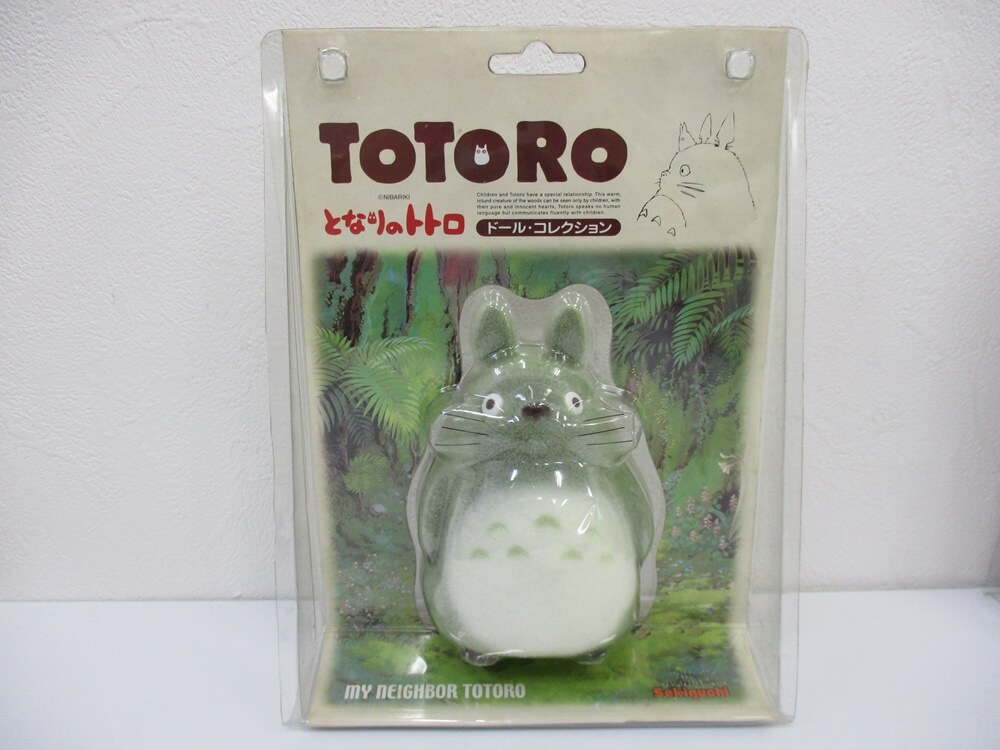 TOTORO
©NIBARIKI
Children and Totoro have a special relationship. This warm,
inlund creature of the woods can be seen only by children, with
their pure and innocent hearts, Totoro speaks no human
language but communicates fluently with children.
となりのトトロ
ドール・コレクション
MY NEIGHBOR TOTORO
Sekiguchi